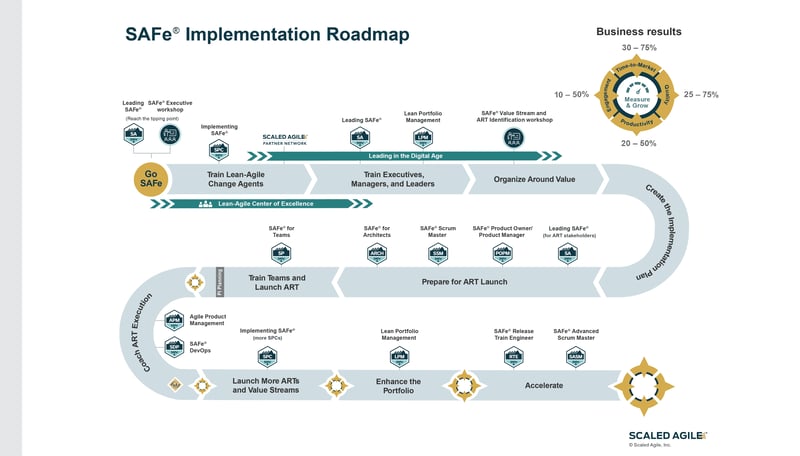 SAFe® Implementation Roadmap
Business results
30 – 75%
10 – 50%
25 – 75%
20 – 50%
Time-to-Market
Quality
Productivity
Engagement
Measure
& Grow
Leading
SAFe®
SAFe® Executive
workshop
(Reach the tipping point)
SA
Implementing
SAFe®
SPC
SCALED AGILE
PARTNER NETWORK
Leading SAFe®
SA
Lean Portfolio
Management
LPM
SAFe® Value Stream and
ART Identification workshop
Leading in the Digital Age
Go
SAFe
Train Lean-Agile
Change Agents
Train Executives,
Managers, and Leaders
Organize Around Value
Create the Implementation Plan
Lean-Agile Center of Excellence
SAFe® for
Teams
SP
SAFe® for
Architects
ARCH
SAFe® Scrum
Master
SSM
SAFe® Product Owner/
Product Manager
POPM
Leading SAFe®
(for ART stakeholders)
SA
PI Planning
Train Teams and
Launch ART
Prepare for ART Launch
Coach ART Execution
APM
Agile Product
Management
SDP
SAFe®
DevOps
Implementing SAFe®
(more SPCs)
SPC
Lean Portfolio
Management
LPM
SAFe® Release
Train Engineer
RTE
SAFe® Advanced
Scrum Master
SASM
Launch More ARTs
and Value Streams
Enhance the
Portfolio
Accelerate
SCALED AGILE
© Scaled Agile, Inc.